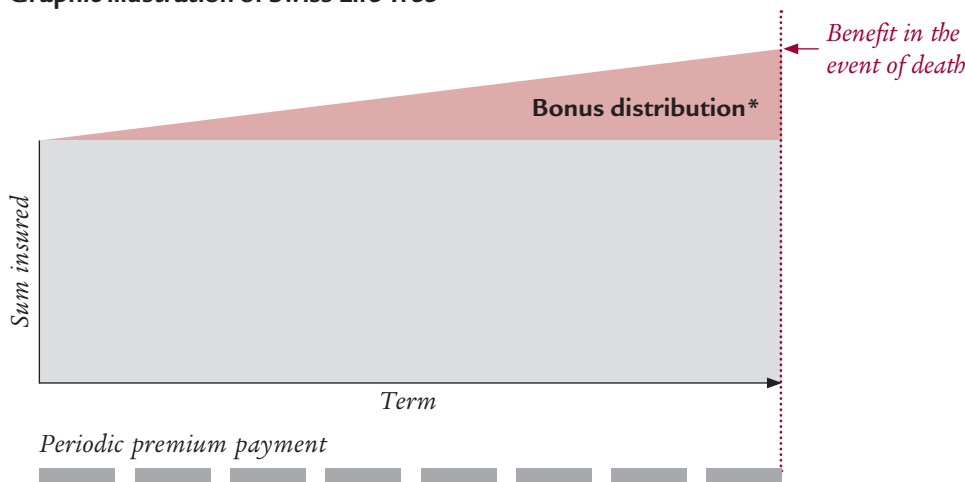 Benefit in the
event of death
Bonus distribution*
Sum insured
Term
Periodic premium payment